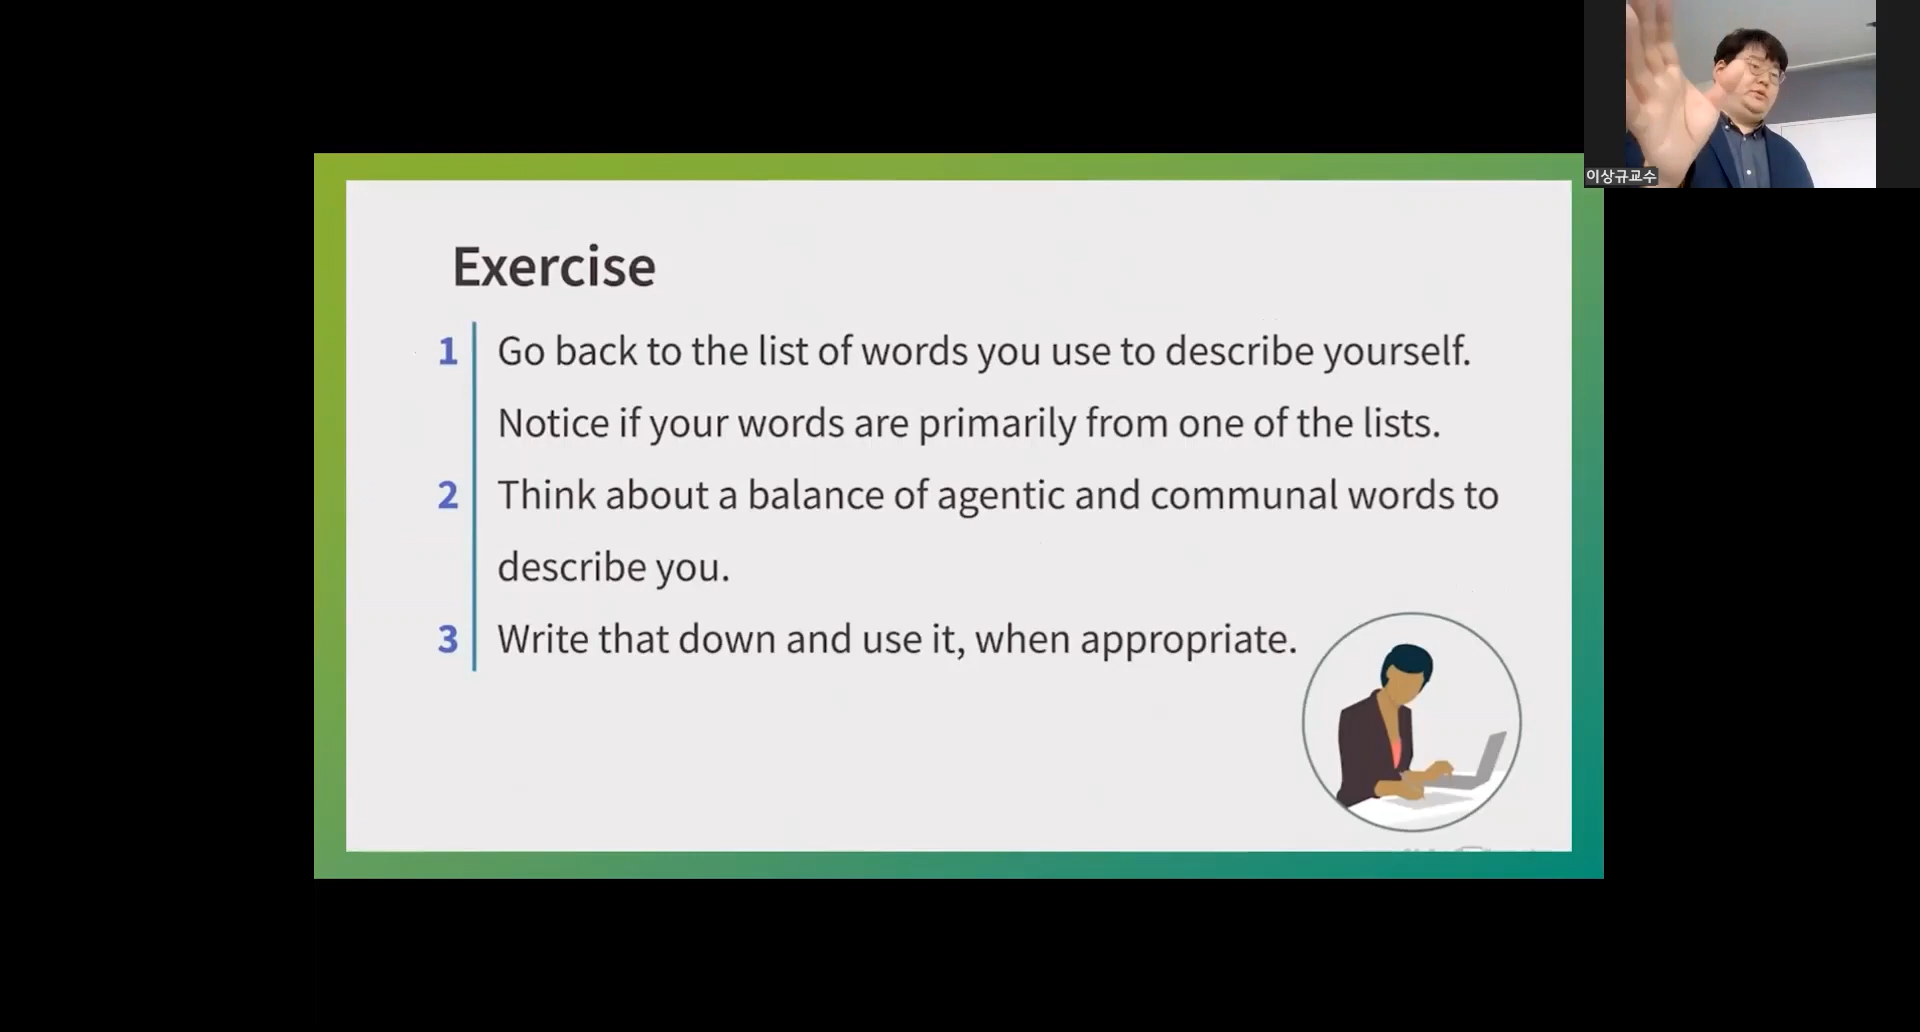 이상규교수
Exercise
1 Go back to the list of words you use to describe yourself.
Notice if your words are primarily from one of the lists.
2 Think about a balance of agentic and communal words to
describe you.
3 Write that down and use it, when appropriate.